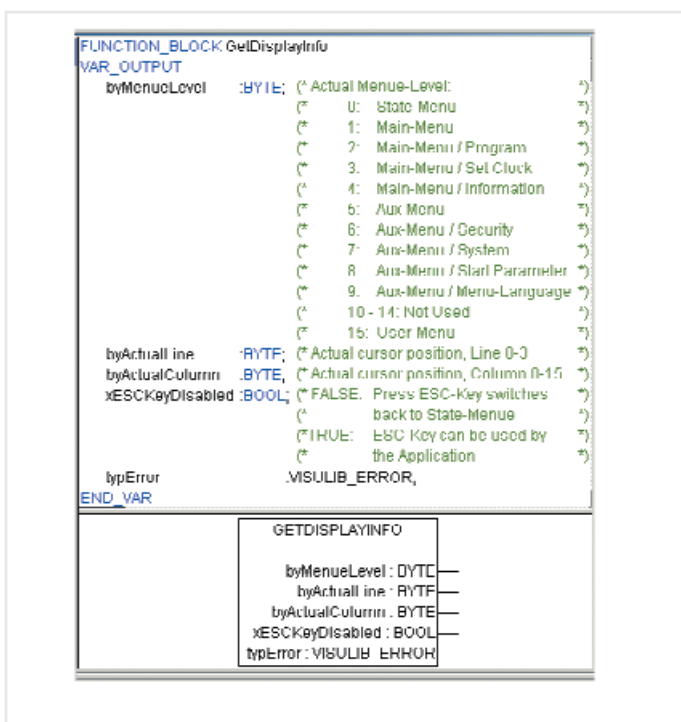 FUNCTION_BLOCK GetDisplayInfo
VAR_OUTPUT
byMenueLevel :BYTE; (* Actual Menue-Level: *)
(* 0: State Menu *)
(* 1: Main-Menu *)
(* 2: Main-Menu / Program *)
(* 3: Main-Menu / Set Clock *)
(* 4: Main-Menu / Information *)
(* 5: Aux Menu *)
(* 6: Aux-Menu / Security *)
(* 7: Aux-Menu / System *)
(* 8 Aux-Menu / Start Parameter *)
(* 9. Aux-Menu / Menu-Language *)
(* 10 - 14: Not Used *)
(* 15: User Menu *)
byActualLine :BYTE; (* Actual cursor position, Line 0-3 *)
byActualColumn :BYTE; (* Actual cursor position, Column 0-15 *)
xESCKeyDisabled :BOOL; (* FALSE: Press ESC-Key switches *)
(* back to State-Menue *)
(*TRUE: ESC Key can be used by *)
(* the Application *)
typError :VISULIB_ERROR;
END_VAR
GETDISPLAYINFO
byMenueLevel : BYTE
byActualLine : BYTE
byActualColumn : BYTE
xESCKeyDisabled : BOOL
typError : VISULIB_ERROR